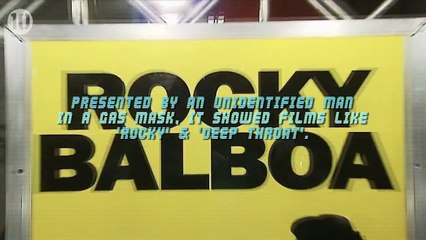 ROCKY
PRESENTED BY AN UNIDENTIFIED MAN
IN A GAS MASK, IT SHOWED FILMS LIKE
'ROCKY' & 'DEEP THROAT'.
BALBOA